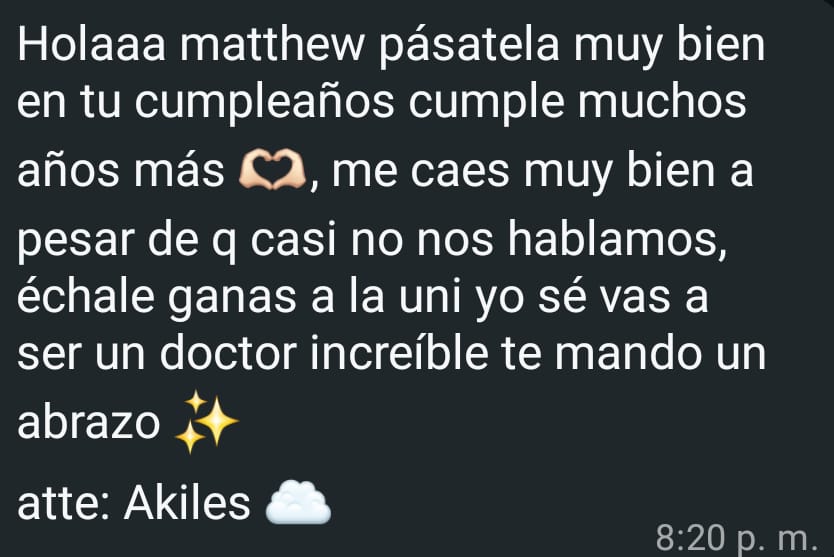 Holaaa matthew pásatela muy bien
en tu cumpleaños cumple muchos
años más 🫶🏻, me caes muy bien a
pesar de q casi no nos hablamos,
échale ganas a la uni yo sé vas a
ser un doctor increíble te mando un
abrazo ✨
atte: Akiles ☁️
8:20 p. m.